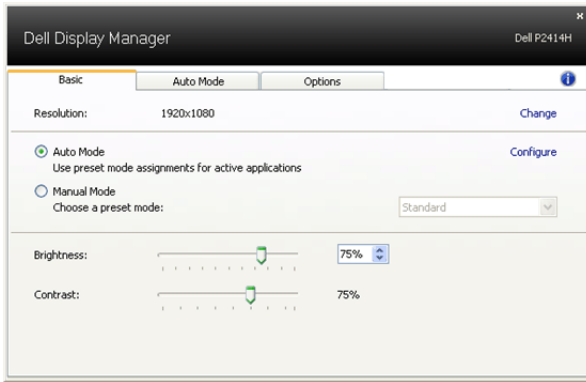 Dell Display Manager Dell P2414H
Basic Auto Mode Options
Resolution: 1920x1080 Change
Auto Mode Configure
Use preset mode assignments for active applications
Manual Mode
Choose a preset mode: Standard
Brightness: 75%
Contrast: 75%